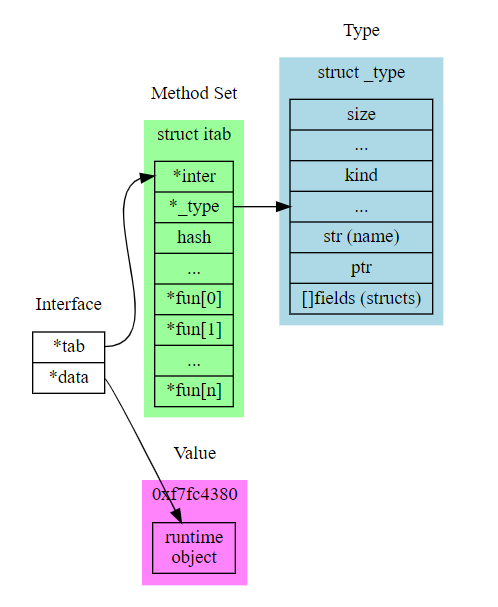 Type
struct _type
size
...
kind
...
str (name)
ptr
[]fields (structs)
Method Set
struct itab
*inter
*_type
hash
...
*fun[0]
*fun[1]
...
*fun[n]
Interface
*tab
*data
Value
0xf7fc4380
runtime
object